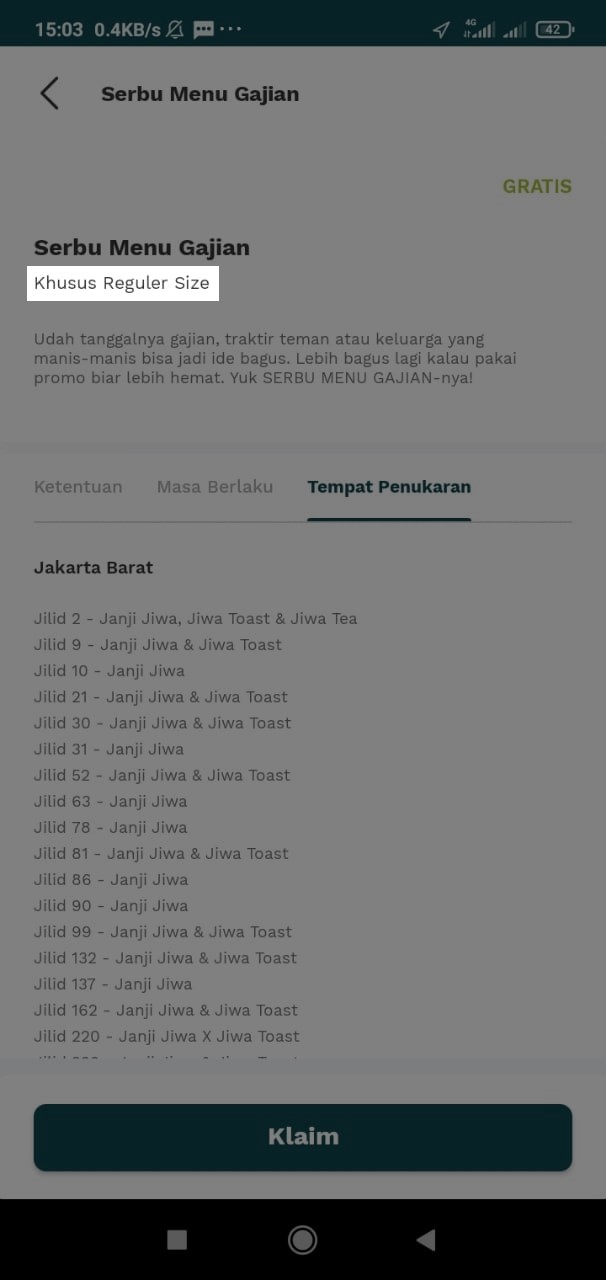 15:03 0.4KB/s 4G 42
Serbu Menu Gajian
GRATIS
Serbu Menu Gajian
Khusus Reguler Size
Udah tanggalnya gajian, traktir teman atau keluarga yang
manis-manis bisa jadi ide bagus. Lebih bagus lagi kalau pakai
promo biar lebih hemat. Yuk SERBU MENU GAJIAN-nya!
Ketentuan Masa Berlaku Tempat Penukaran
Jakarta Barat
Jilid 2 - Janji Jiwa, Jiwa Toast & Jiwa Tea
Jilid 9 - Janji Jiwa & Jiwa Toast
Jilid 10 - Janji Jiwa
Jilid 21 - Janji Jiwa & Jiwa Toast
Jilid 30 - Janji Jiwa & Jiwa Toast
Jilid 31 - Janji Jiwa
Jilid 52 - Janji Jiwa & Jiwa Toast
Jilid 63 - Janji Jiwa
Jilid 78 - Janji Jiwa
Jilid 81 - Janji Jiwa & Jiwa Toast
Jilid 86 - Janji Jiwa
Jilid 90 - Janji Jiwa
Jilid 99 - Janji Jiwa & Jiwa Toast
Jilid 132 - Janji Jiwa & Jiwa Toast
Jilid 137 - Janji Jiwa
Jilid 162 - Janji Jiwa & Jiwa Toast
Jilid 220 - Janji Jiwa X Jiwa Toast
Klaim